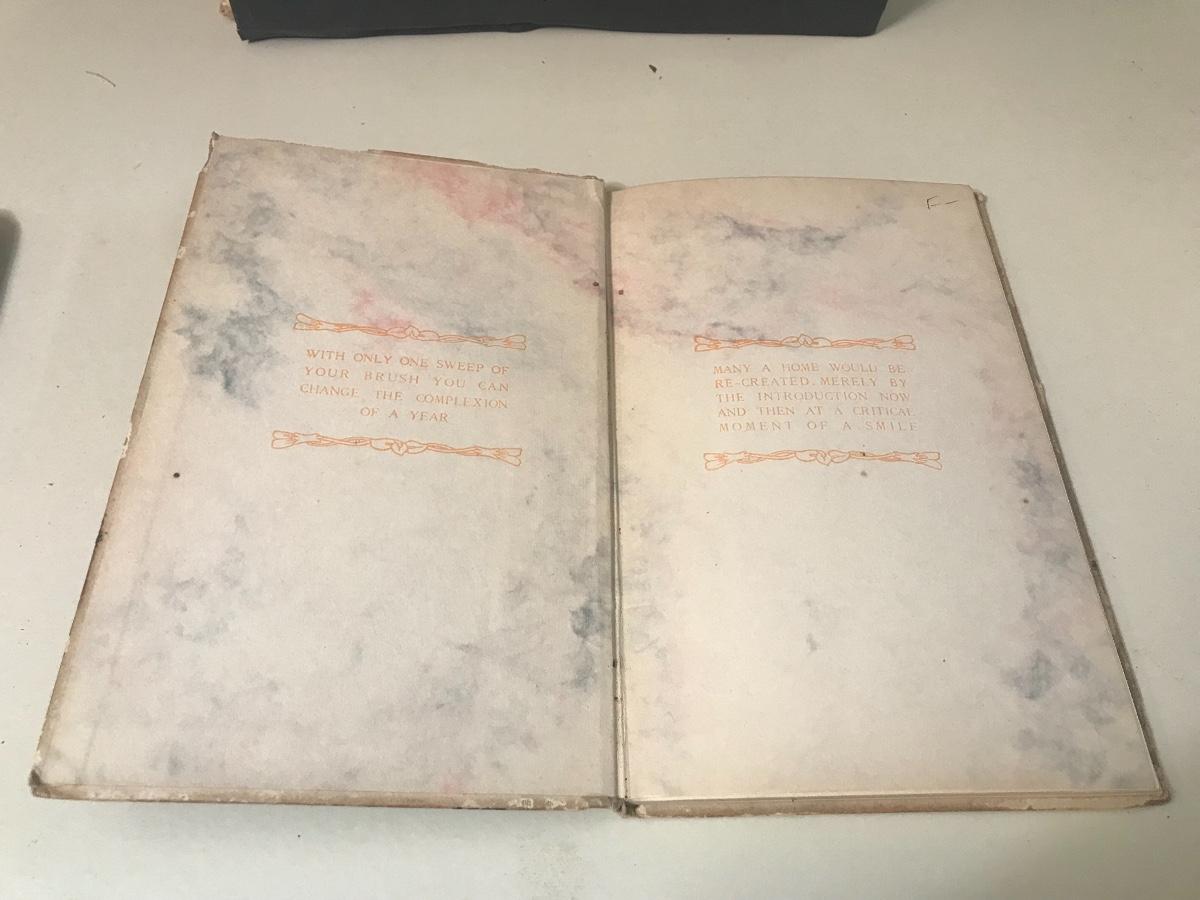 WITH ONLY ONE SWEEP OF
YOUR BRUSH YOU CAN
CHANGE THE COMPLEXION
OF A YEAR
F-
MANY A HOME WOULD BE
RE-CREATED MERELY BY
THE INTRODUCTION NOW
AND THEN AT A CRITICAL
MOMENT OF A SMILE